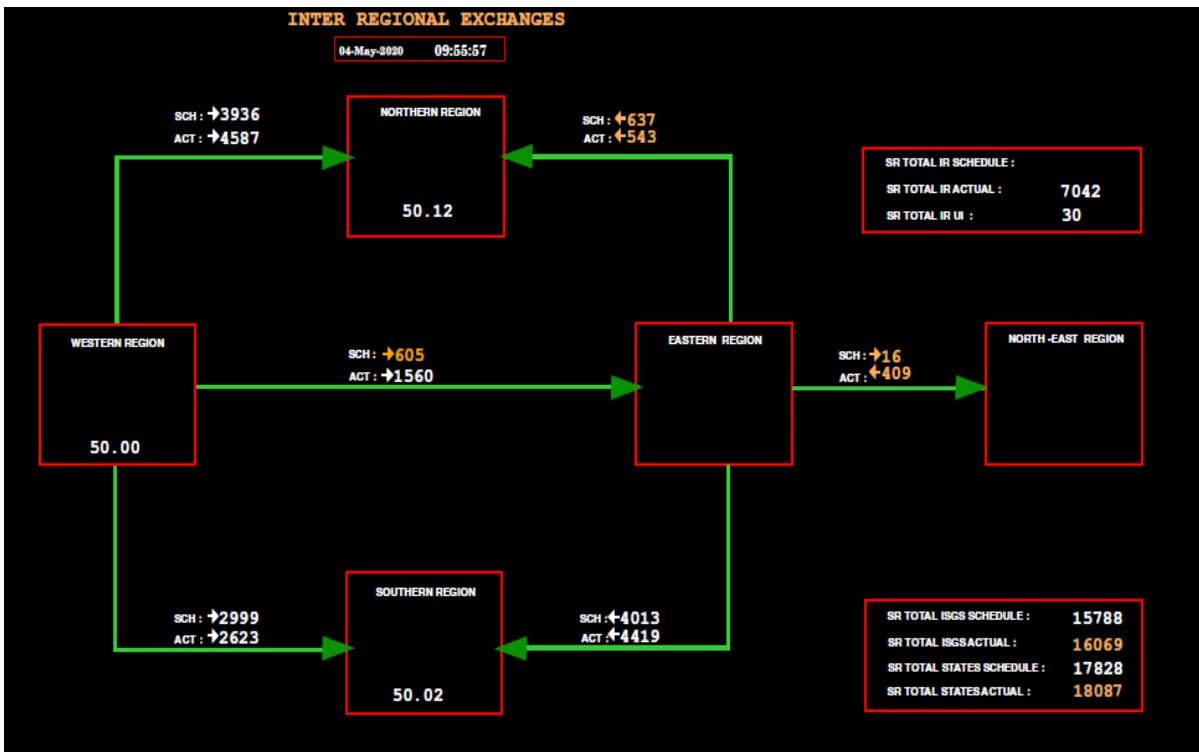 INTER REGIONAL EXCHANGES
04-May-2020 09:55:57
SCH : →3936
ACT : →4587
NORTHERN REGION
50.12
SCH : ←637
ACT : ←543
SR TOTAL IR SCHEDULE :
SR TOTAL IR ACTUAL : 7042
SR TOTAL IR UI : 30
WESTERN REGION
50.00
SCH : →605
ACT : →1560
EASTERN REGION
SCH : →16
ACT : ←409
NORTH -EAST REGION
SCH : →2999
ACT : →2623
SOUTHERN REGION
50.02
SCH :←4013
ACT :←4419
SR TOTAL ISGS SCHEDULE : 15788
SR TOTAL ISGS ACTUAL : 16069
SR TOTAL STATES SCHEDULE : 17828
SR TOTAL STATES ACTUAL : 18087